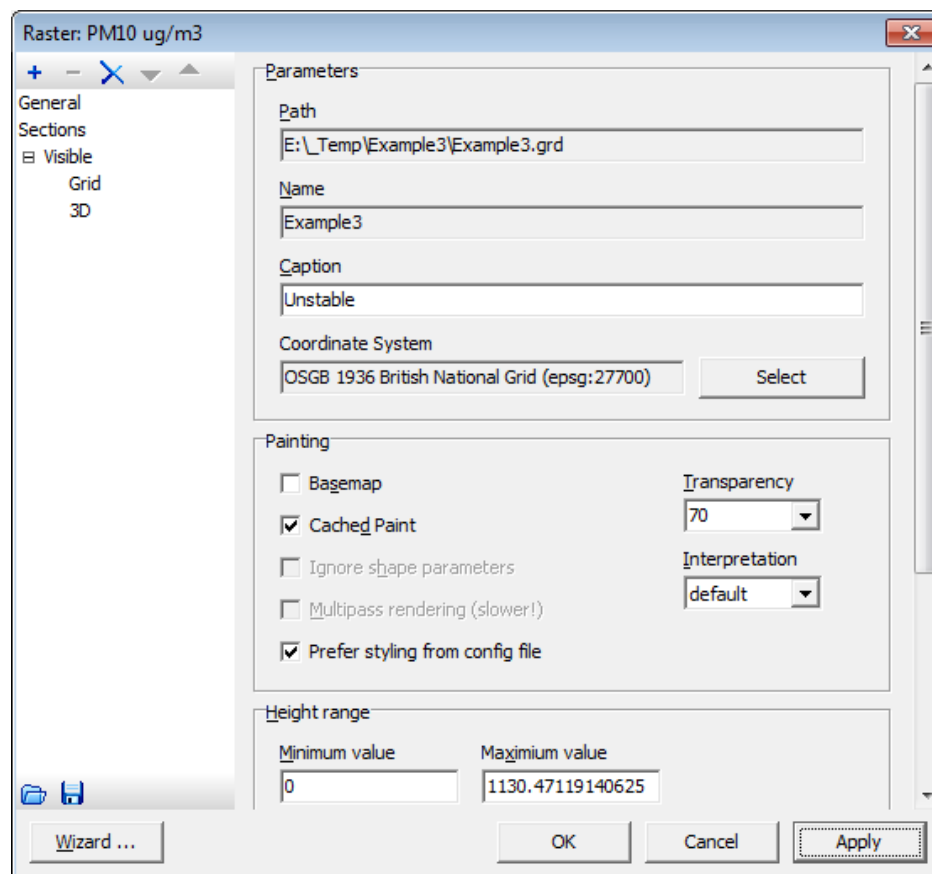 Raster: PM10 ug/m3
General
Sections
Visible
Grid
3D
Parameters
Path
E:\_Temp\Example3\Example3.grd
Name
Example3
Caption
Unstable
Coordinate System
OSGB 1936 British National Grid (epsg:27700)
Select
Painting
Basemap
Transparency
70
Cached Paint
Ignore shape parameters
Interpretation
default
Multipass rendering (slower!)
Prefer styling from config file
Height range
Minimum value
Maximium value
0
1130.47119140625
Wizard ...
OK
Cancel
Apply